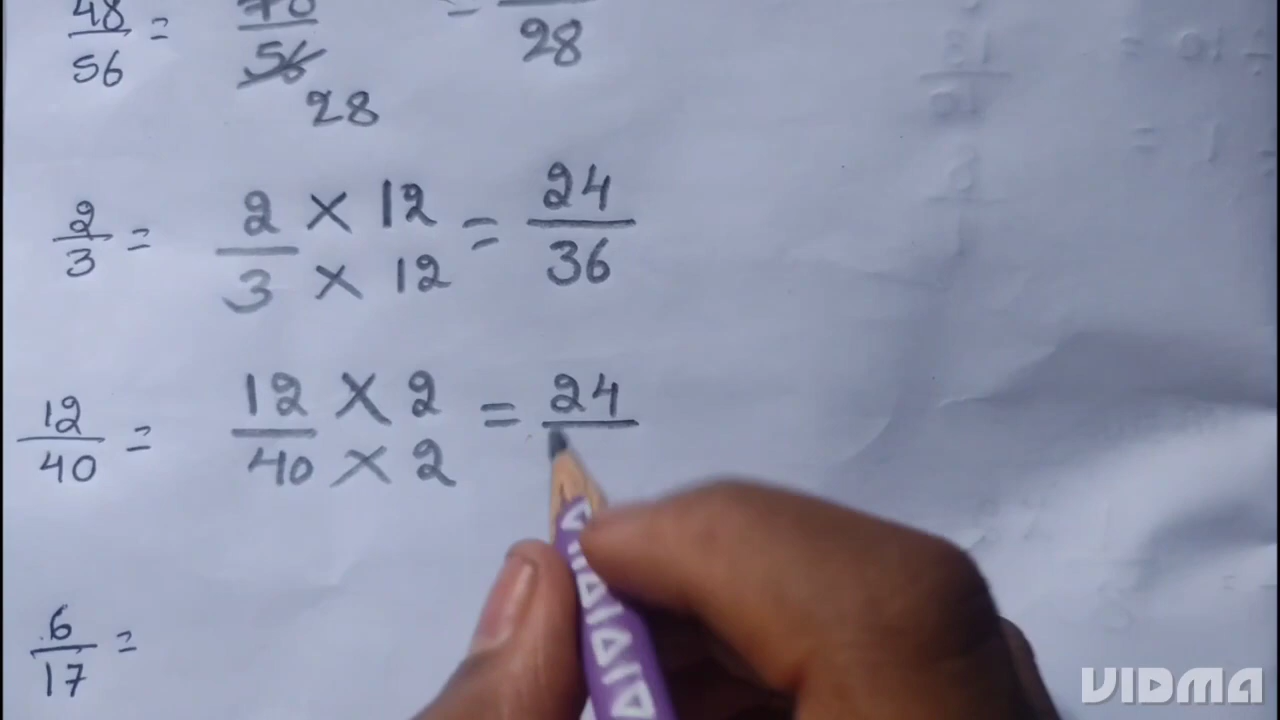 48/56 = 56 = /28
28
2/3 = 2 × 12 / 3 × 12 = 24/36
12/40 = 12 × 2 / 40 × 2 = 24/
6/17 =
VIDMA